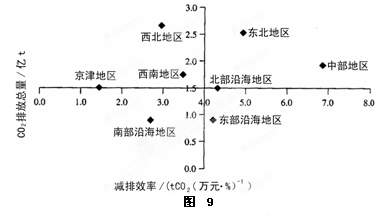 3.0
西北地区
东北地区
2.5
西南地区
中部地区
京津地区
2.0
北部沿海地区
1.5
0.0 1.0 2.0 3.0 4.0 5.0 6.0 7.0 8.0
1.0
南部沿海地区
东部沿海地区
0.5
0.0
CO₂排放总量/亿 t
减排效率/(tCO₂(万元·%)⁻¹)
图 9